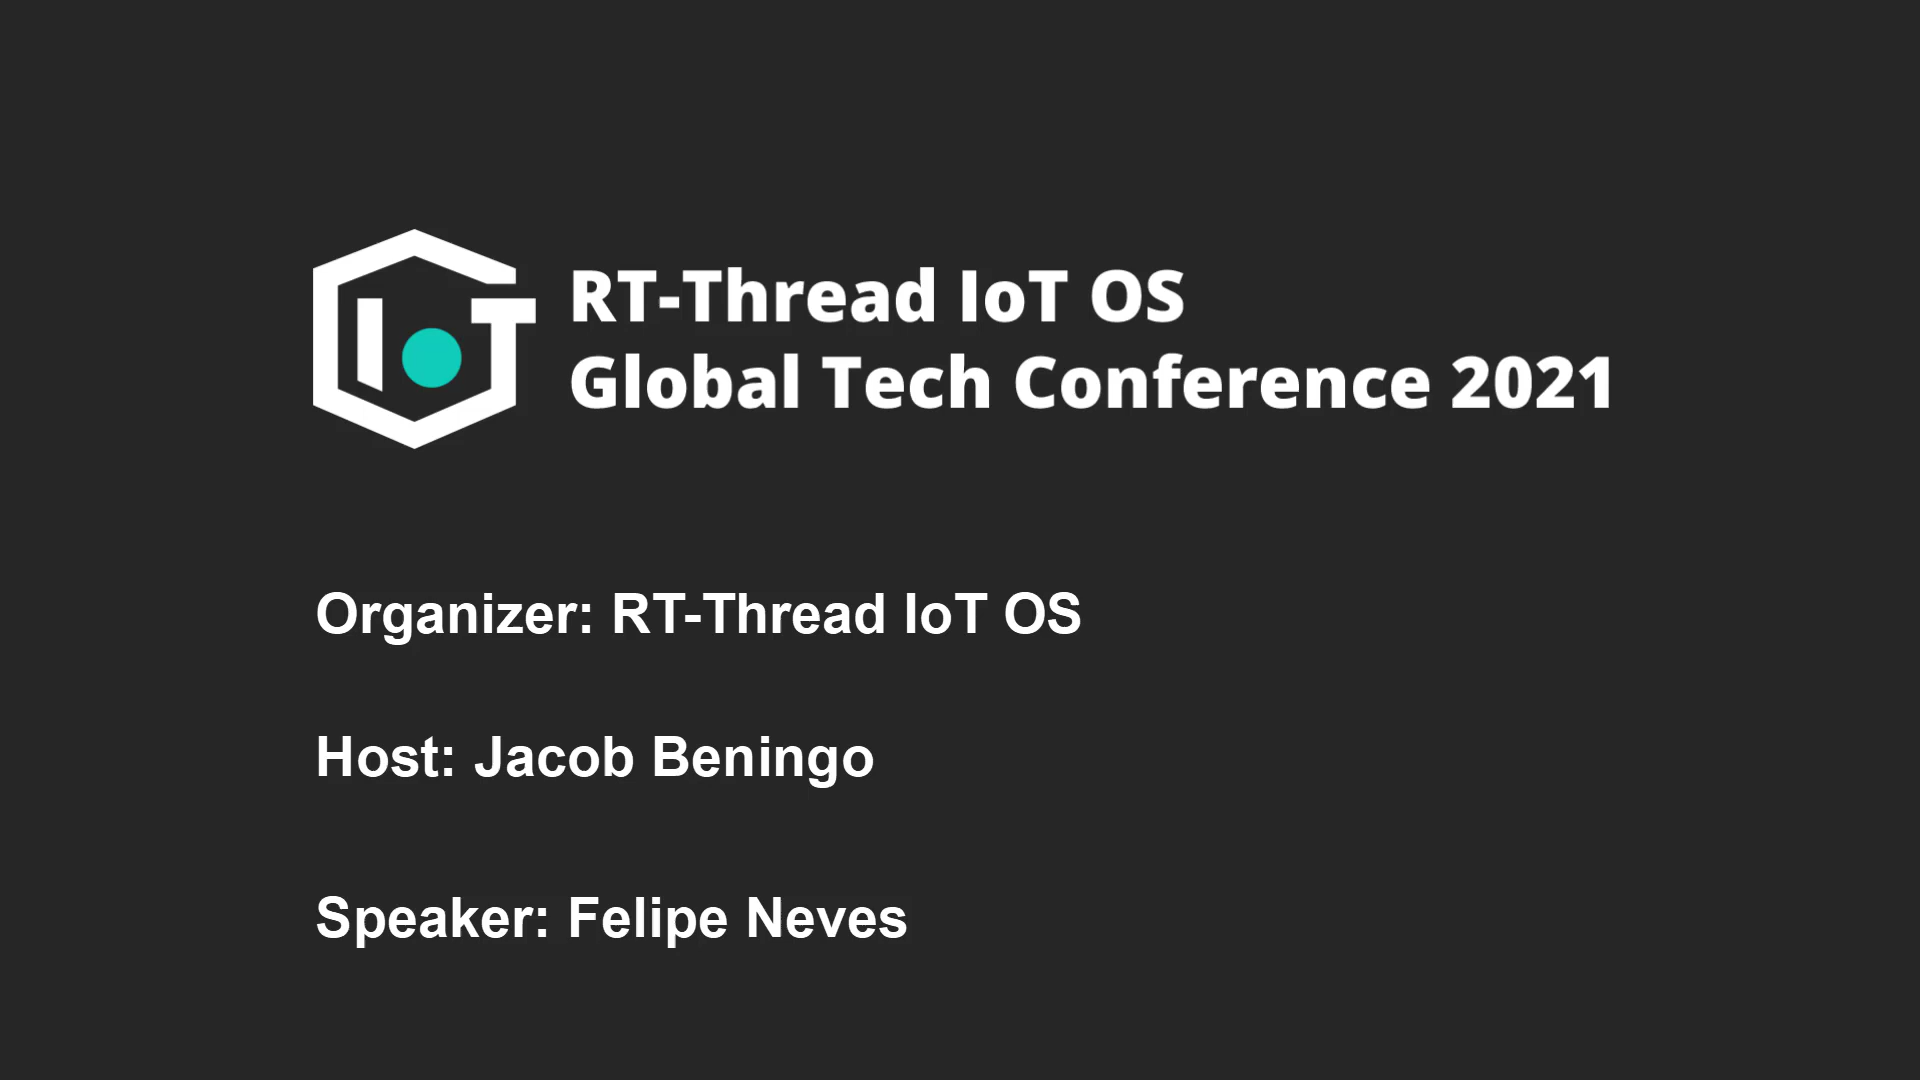 IoT
RT-Thread IoT OS
Global Tech Conference 2021
Organizer: RT-Thread IoT OS
Host: Jacob Beningo
Speaker: Felipe Neves